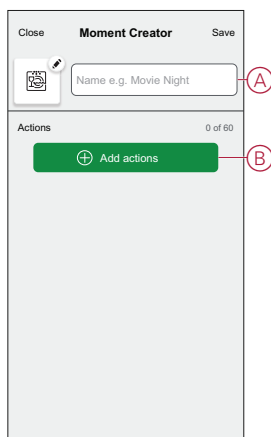 Close Moment Creator Save
Name e.g. Movie Night
A
Actions 0 of 60
Add actions
B